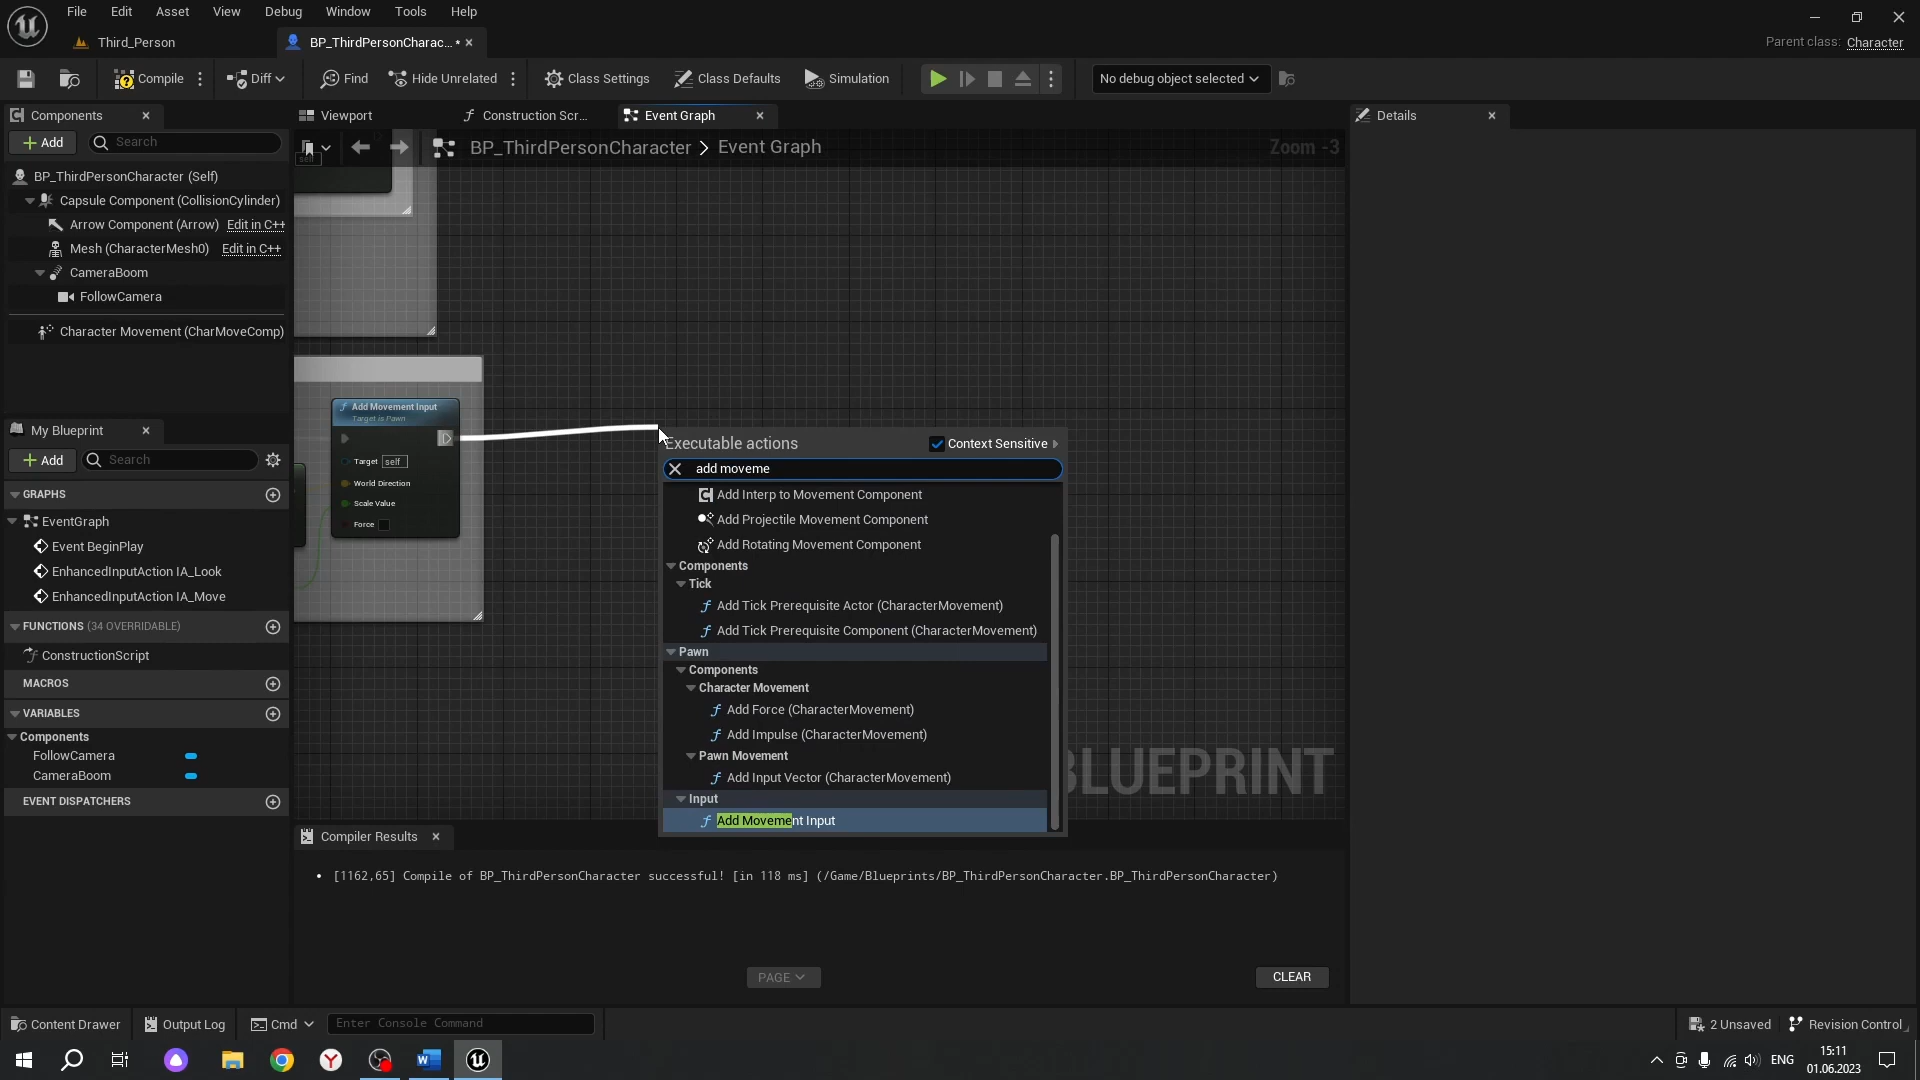 File Edit Asset View Debug Window Tools Help
Third_Person
BP_ThirdPersonCharac... *
Parent class: Character
Compile
Diff
Find
Hide Unrelated
Class Settings
Class Defaults
Simulation
No debug object selected
Components
Add
Search
BP_ThirdPersonCharacter (Self)
Capsule Component (CollisionCylinder)
Arrow Component (Arrow) Edit in C++
Mesh (CharacterMesh0) Edit in C++
CameraBoom
FollowCamera
Character Movement (CharMoveComp)
My Blueprint
Add
Search
GRAPHS
EventGraph
Event BeginPlay
EnhancedInputAction IA_Look
EnhancedInputAction IA_Move
FUNCTIONS (34 OVERRIDABLE)
ConstructionScript
MACROS
VARIABLES
Components
FollowCamera
CameraBoom
EVENT DISPATCHERS
Viewport
Construction Scr...
Event Graph
BP_ThirdPersonCharacter > Event Graph
Zoom -3
self
Add Movement Input
Target is Pawn
Target self
World Direction
Scale Value
Force
Executable actions
Context Sensitive
add moveme
Add Interp to Movement Component
Add Projectile Movement Component
Add Rotating Movement Component
Components
Tick
Add Tick Prerequisite Actor (CharacterMovement)
Add Tick Prerequisite Component (CharacterMovement)
Pawn
Components
Character Movement
Add Force (CharacterMovement)
Add Impulse (CharacterMovement)
Pawn Movement
Add Input Vector (CharacterMovement)
Input
Add Movement Input
BLUEPRINT
Compiler Results
[1162,65] Compile of BP_ThirdPersonCharacter successful! [in 118 ms] (/Game/Blueprints/BP_ThirdPersonCharacter.BP_ThirdPersonCharacter)
PAGE
CLEAR
Details
Content Drawer
Output Log
Cmd
Enter Console Command
2 Unsaved
Revision Control
ENG
15:11
01.06.2023